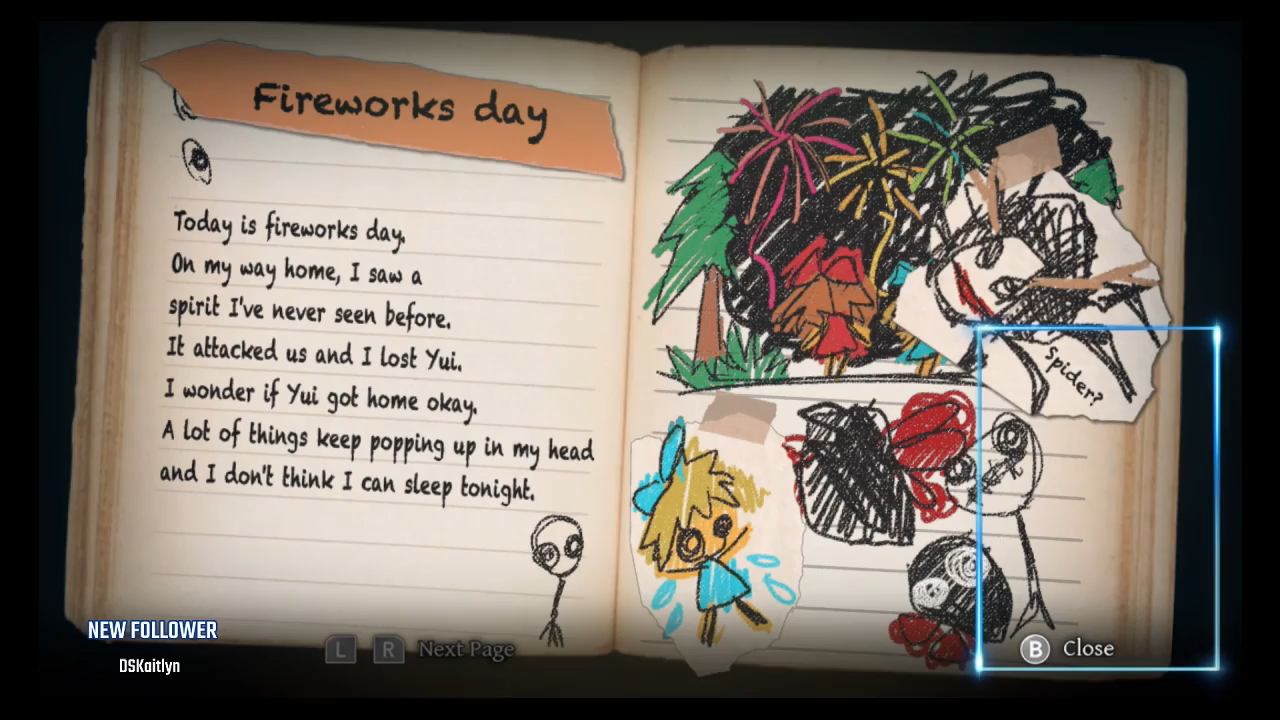 Fireworks day
Today is fireworks day.
On my way home, I saw a
spirit I've never seen before.
It attacked us and I lost Yui.
I wonder if Yui got home okay.
A lot of things keep popping up in my head
and I don't think I can sleep tonight.
Spider?
NEW FOLLOWER
DSKaitlyn
L R Next Page
B Close